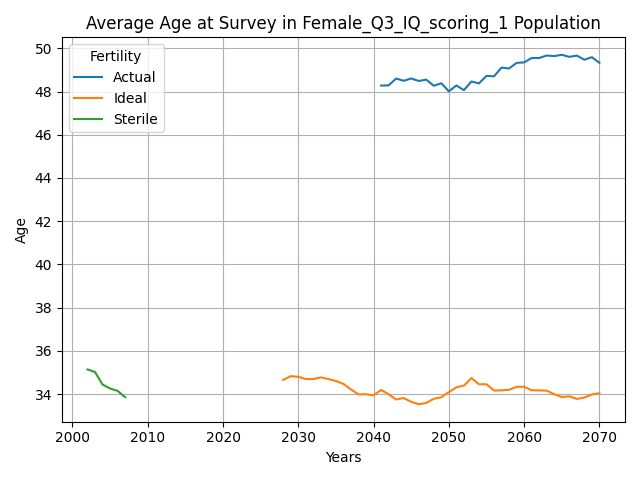 Average Age at Survey in Female_Q3_IQ_scoring_1 Population
Fertility
Actual
Ideal
Sterile
50
48
46
44
42
40
38
36
34
Age
2000 2010 2020 2030 2040 2050 2060 2070
Years